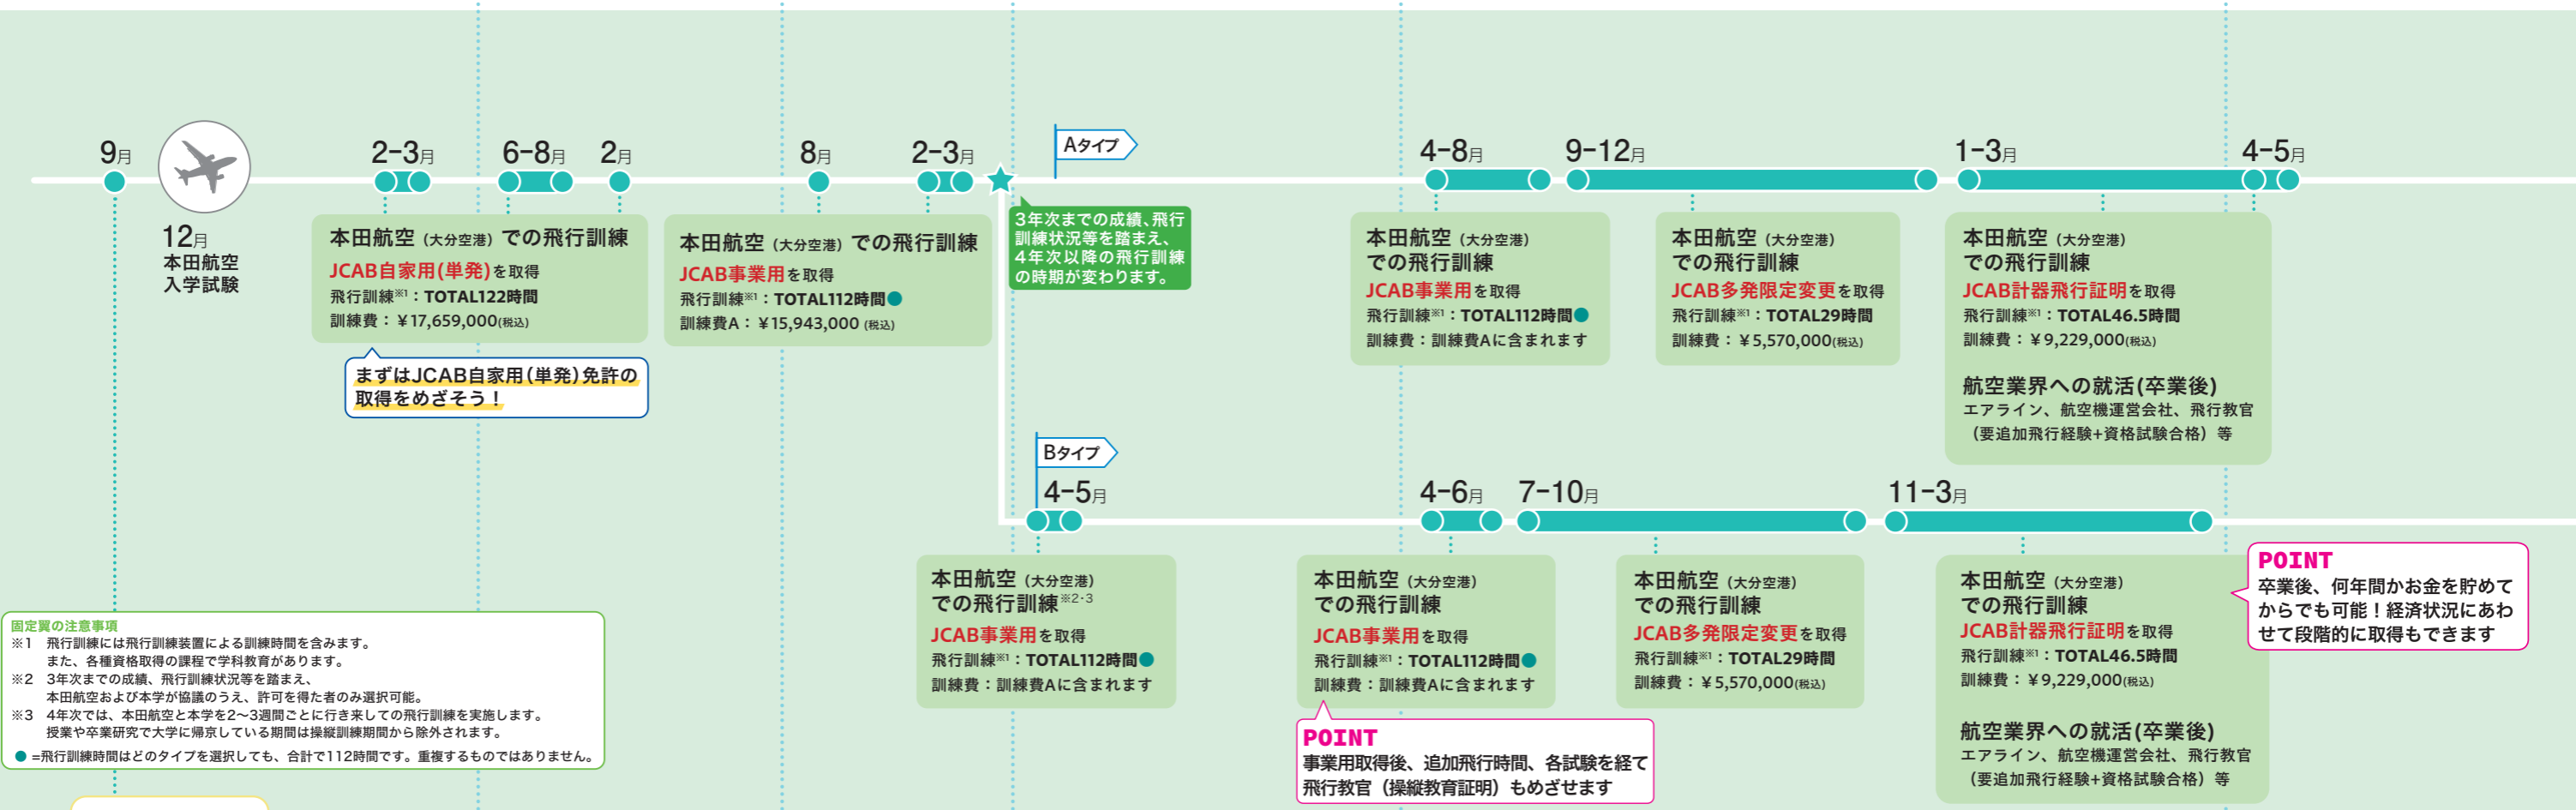 9月
12月
本田航空
入学試験
2-3月
6-8月
2月
本田航空（大分空港）での飛行訓練
JCAB自家用(単発)を取得
飛行訓練※1：TOTAL122時間
訓練費：￥17,659,000(税込)
まずはJCAB自家用（単発）免許の
取得をめざそう！
8月
2-3月
本田航空（大分空港）での飛行訓練
JCAB事業用を取得
飛行訓練※1：TOTAL112時間●
訓練費A：￥15,943,000 (税込)
3年次までの成績、飛行
訓練状況等を踏まえ、
4年次以降の飛行訓練
の時期が変わります。
Aタイプ
4-8月
本田航空（大分空港）
での飛行訓練
JCAB事業用を取得
飛行訓練※1：TOTAL112時間●
訓練費：訓練費Aに含まれます
9-12月
本田航空（大分空港）
での飛行訓練
JCAB多発限定変更を取得
飛行訓練※1：TOTAL29時間
訓練費：￥5,570,000(税込)
1-3月
4-5月
本田航空（大分空港）
での飛行訓練
JCAB計器飛行証明を取得
飛行訓練※1：TOTAL46.5時間
訓練費：￥9,229,000(税込)
航空業界への就活(卒業後)
エアライン、航空機運営会社、飛行教官
（要追加飛行経験+資格試験合格）等
Bタイプ
4-5月
本田航空（大分空港）
での飛行訓練※2・3
JCAB事業用を取得
飛行訓練※1：TOTAL112時間●
訓練費：訓練費Aに含まれます
4-6月
本田航空（大分空港）
での飛行訓練
JCAB事業用を取得
飛行訓練※1：TOTAL112時間●
訓練費：訓練費Aに含まれます
POINT
事業用取得後、追加飛行時間、各試験を経て
飛行教官（操縦教育証明）もめざせます
7-10月
本田航空（大分空港）
での飛行訓練
JCAB多発限定変更を取得
飛行訓練※1：TOTAL29時間
訓練費：￥5,570,000(税込)
11-3月
本田航空（大分空港）
での飛行訓練
JCAB計器飛行証明を取得
飛行訓練※1：TOTAL46.5時間
訓練費：￥9,229,000(税込)
航空業界への就活(卒業後)
エアライン、航空機運営会社、飛行教官
（要追加飛行経験+資格試験合格）等
POINT
卒業後、何年間かお金を貯めて
からでも可能！経済状況にあわ
せて段階的に取得もできます
固定翼の注意事項
※1 飛行訓練には飛行訓練装置による訓練時間を含みます。
また、各種資格取得の課程で学科教育があります。
※2 3年次までの成績、飛行訓練状況等を踏まえ、
本田航空および本学が協議のうえ、許可を得た者のみ選択可能。
※3 4年次では、本田航空と本学を2〜3週間ごとに行き来しての飛行訓練を実施します。
授業や卒業研究で大学に帰京している期間は操縦訓練期間から除外されます。
● =飛行訓練時間はどのタイプを選択しても、合計で112時間です。重複するものではありません。